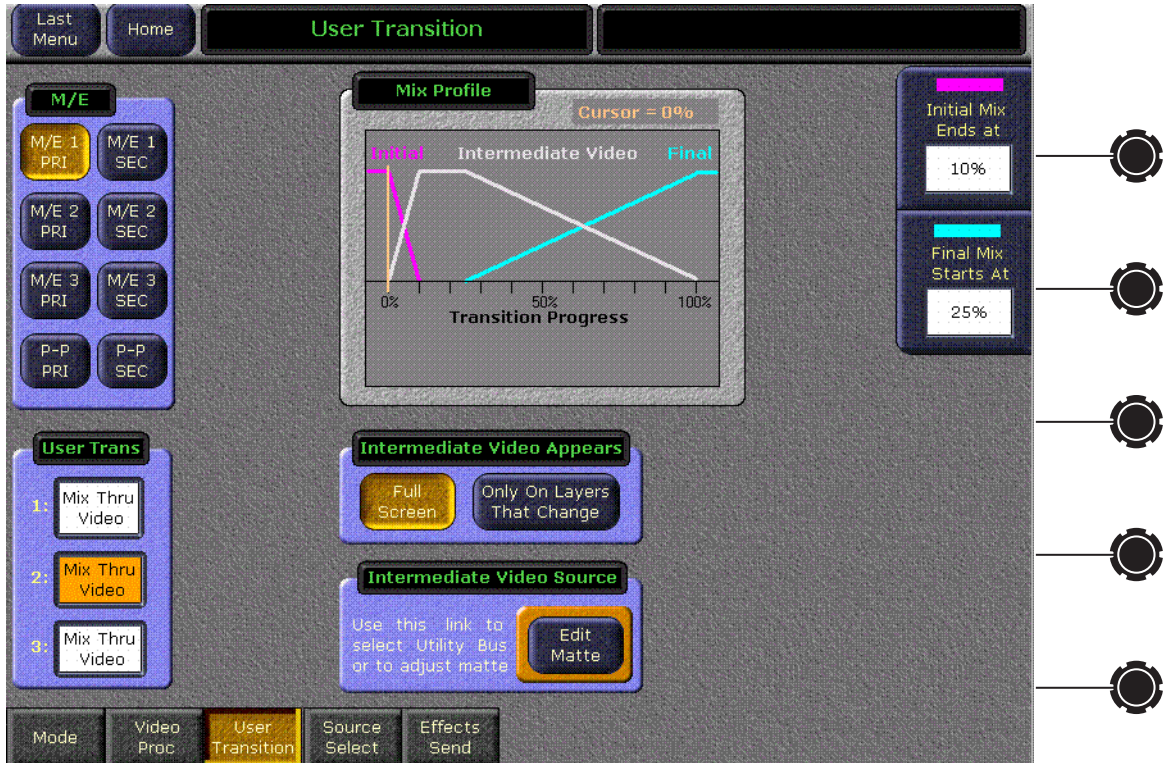 Last
Menu
Home
User Transition
M/E
M/E 1
PRI
M/E 1
SEC
M/E 2
PRI
M/E 2
SEC
M/E 3
PRI
M/E 3
SEC
P-P
PRI
P-P
SEC
User Trans
1:
Mix Thru
Video
2:
Mix Thru
Video
3:
Mix Thru
Video
Mix Profile
Cursor = 0%
Initial
Intermediate Video
Final
0%
50%
100%
Transition Progress
Intermediate Video Appears
Full
Screen
Only On Layers
That Change
Intermediate Video Source
Use this link to
select Utility Bus
or to adjust matte
Edit
Matte
Initial Mix
Ends at
10%
Final Mix
Starts At
25%
Mode
Video
Proc
User
Transition
Source
Select
Effects
Send